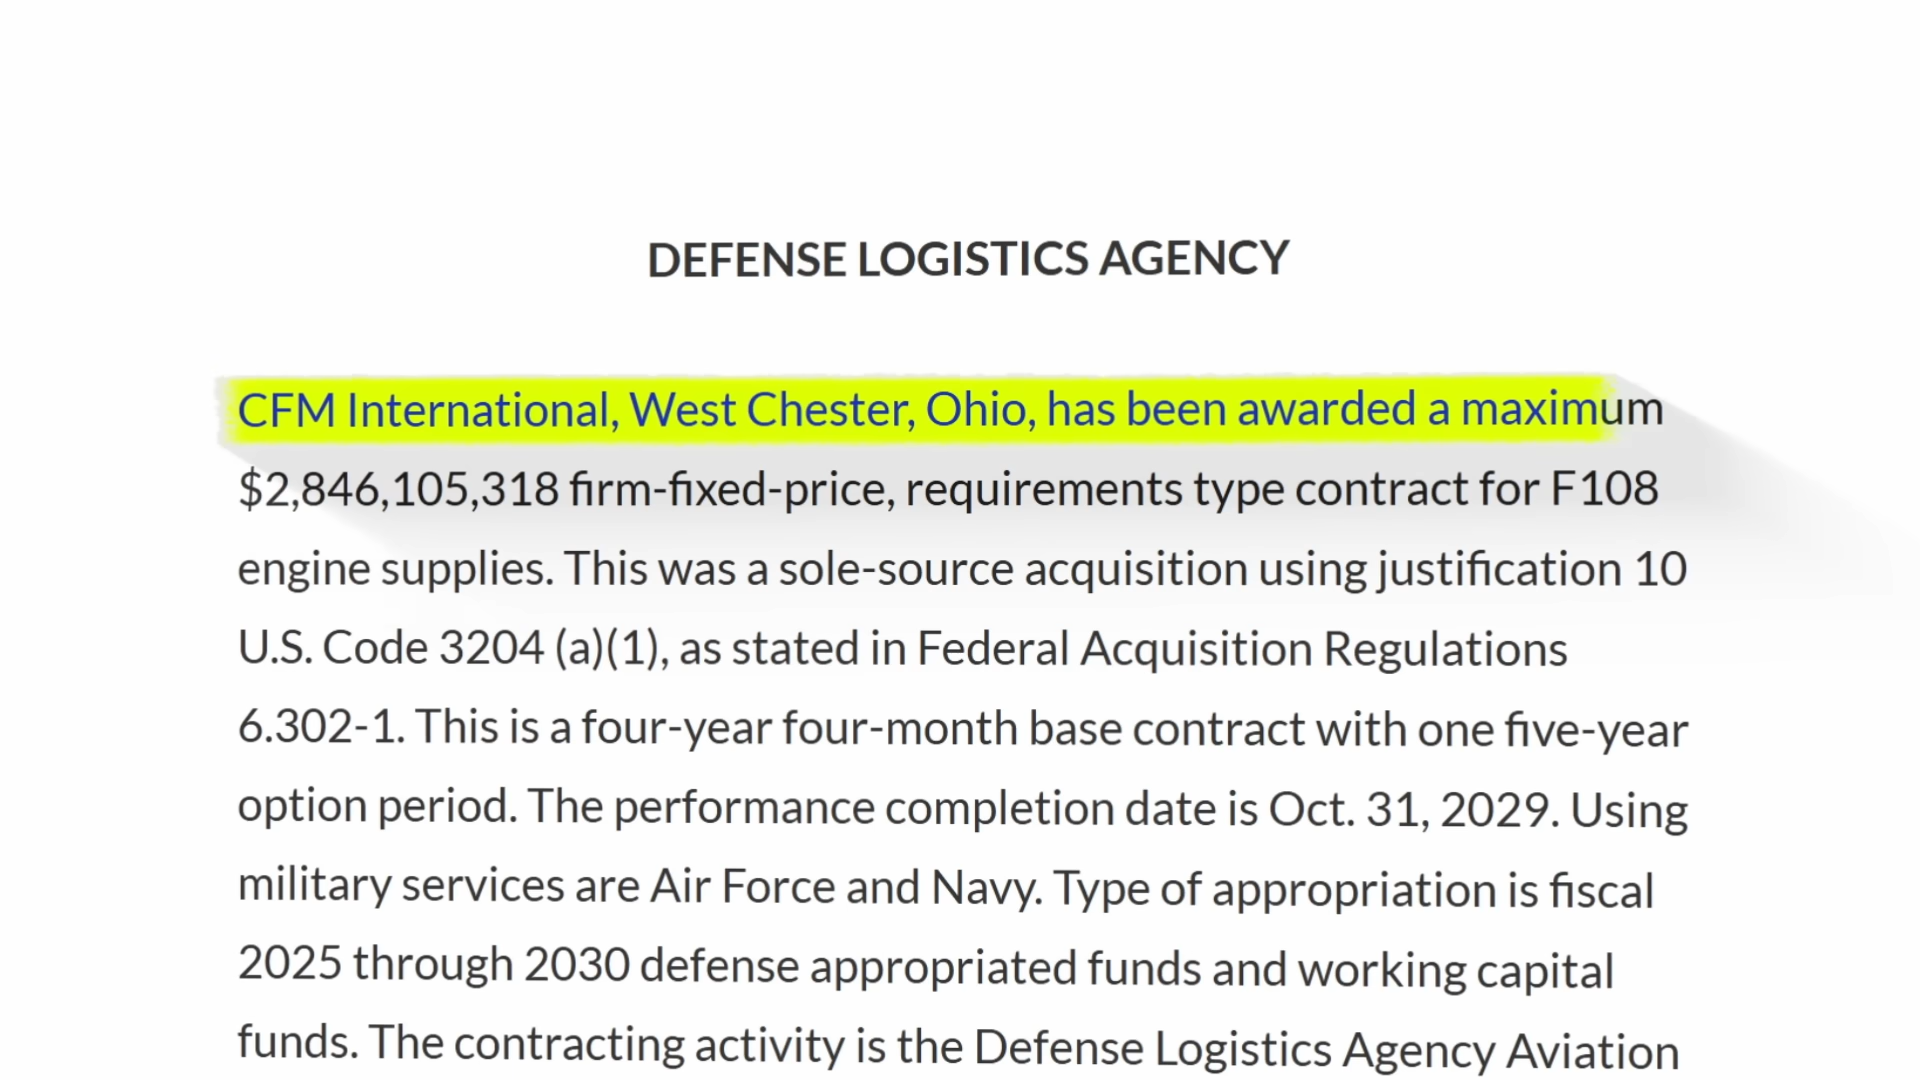 DEFENSE LOGISTICS AGENCY
CFM International, West Chester, Ohio, has been awarded a maximum
$2,846,105,318 firm-fixed-price, requirements type contract for F108
engine supplies. This was a sole-source acquisition using justification 10
U.S. Code 3204 (a)(1), as stated in Federal Acquisition Regulations
6.302-1. This is a four-year four-month base contract with one five-year
option period. The performance completion date is Oct. 31, 2029. Using
military services are Air Force and Navy. Type of appropriation is fiscal
2025 through 2030 defense appropriated funds and working capital
funds. The contracting activity is the Defense Logistics Agency Aviation